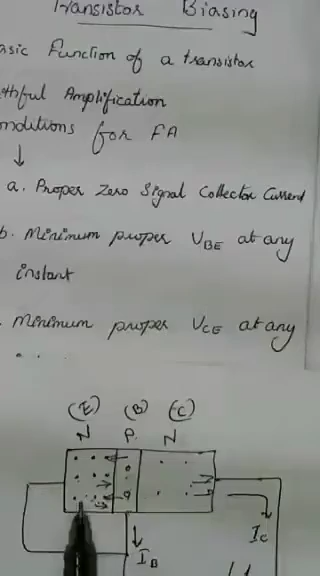 Transistor Biasing
asic Function of a transistor
thful Amplification
nditions for FA
a. Proper Zero Signal Collector Current
b. Minimum proper VBE at any
instant
. Minimum proper VCE at any
(E) (B) (C)
N P N
IB
IC